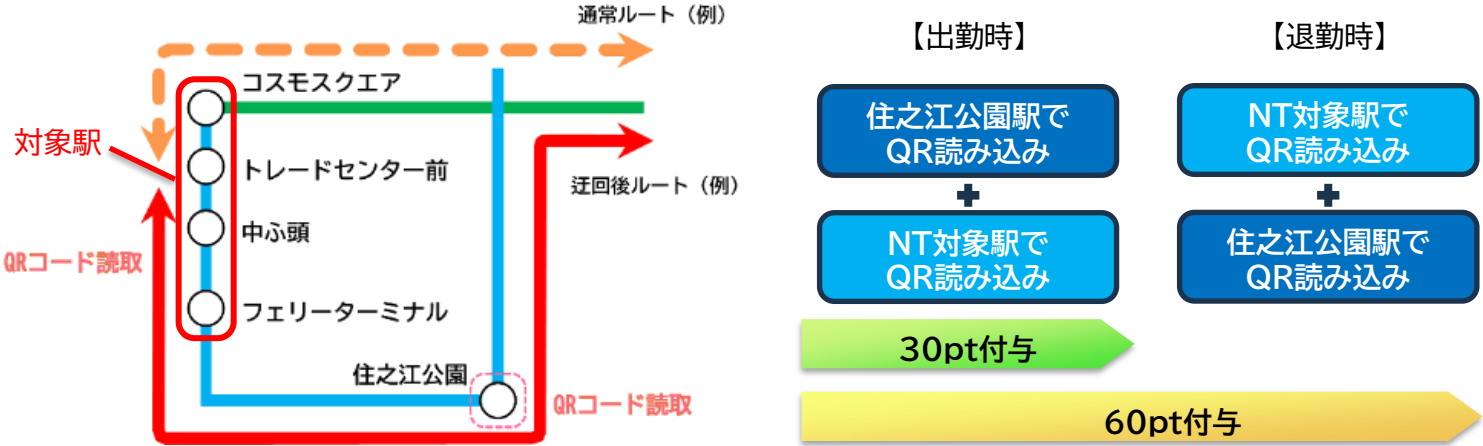 通常ルート（例）
コスモスクエア
対象駅
トレードセンター前
迂回後ルート（例）
中ふ頭
QRコード読取
フェリーターミナル
住之江公園
QRコード読取
【出勤時】
住之江公園駅で
QR読み込み
+
NT対象駅で
QR読み込み
【退勤時】
NT対象駅で
QR読み込み
+
住之江公園駅で
QR読み込み
30pt付与
60pt付与